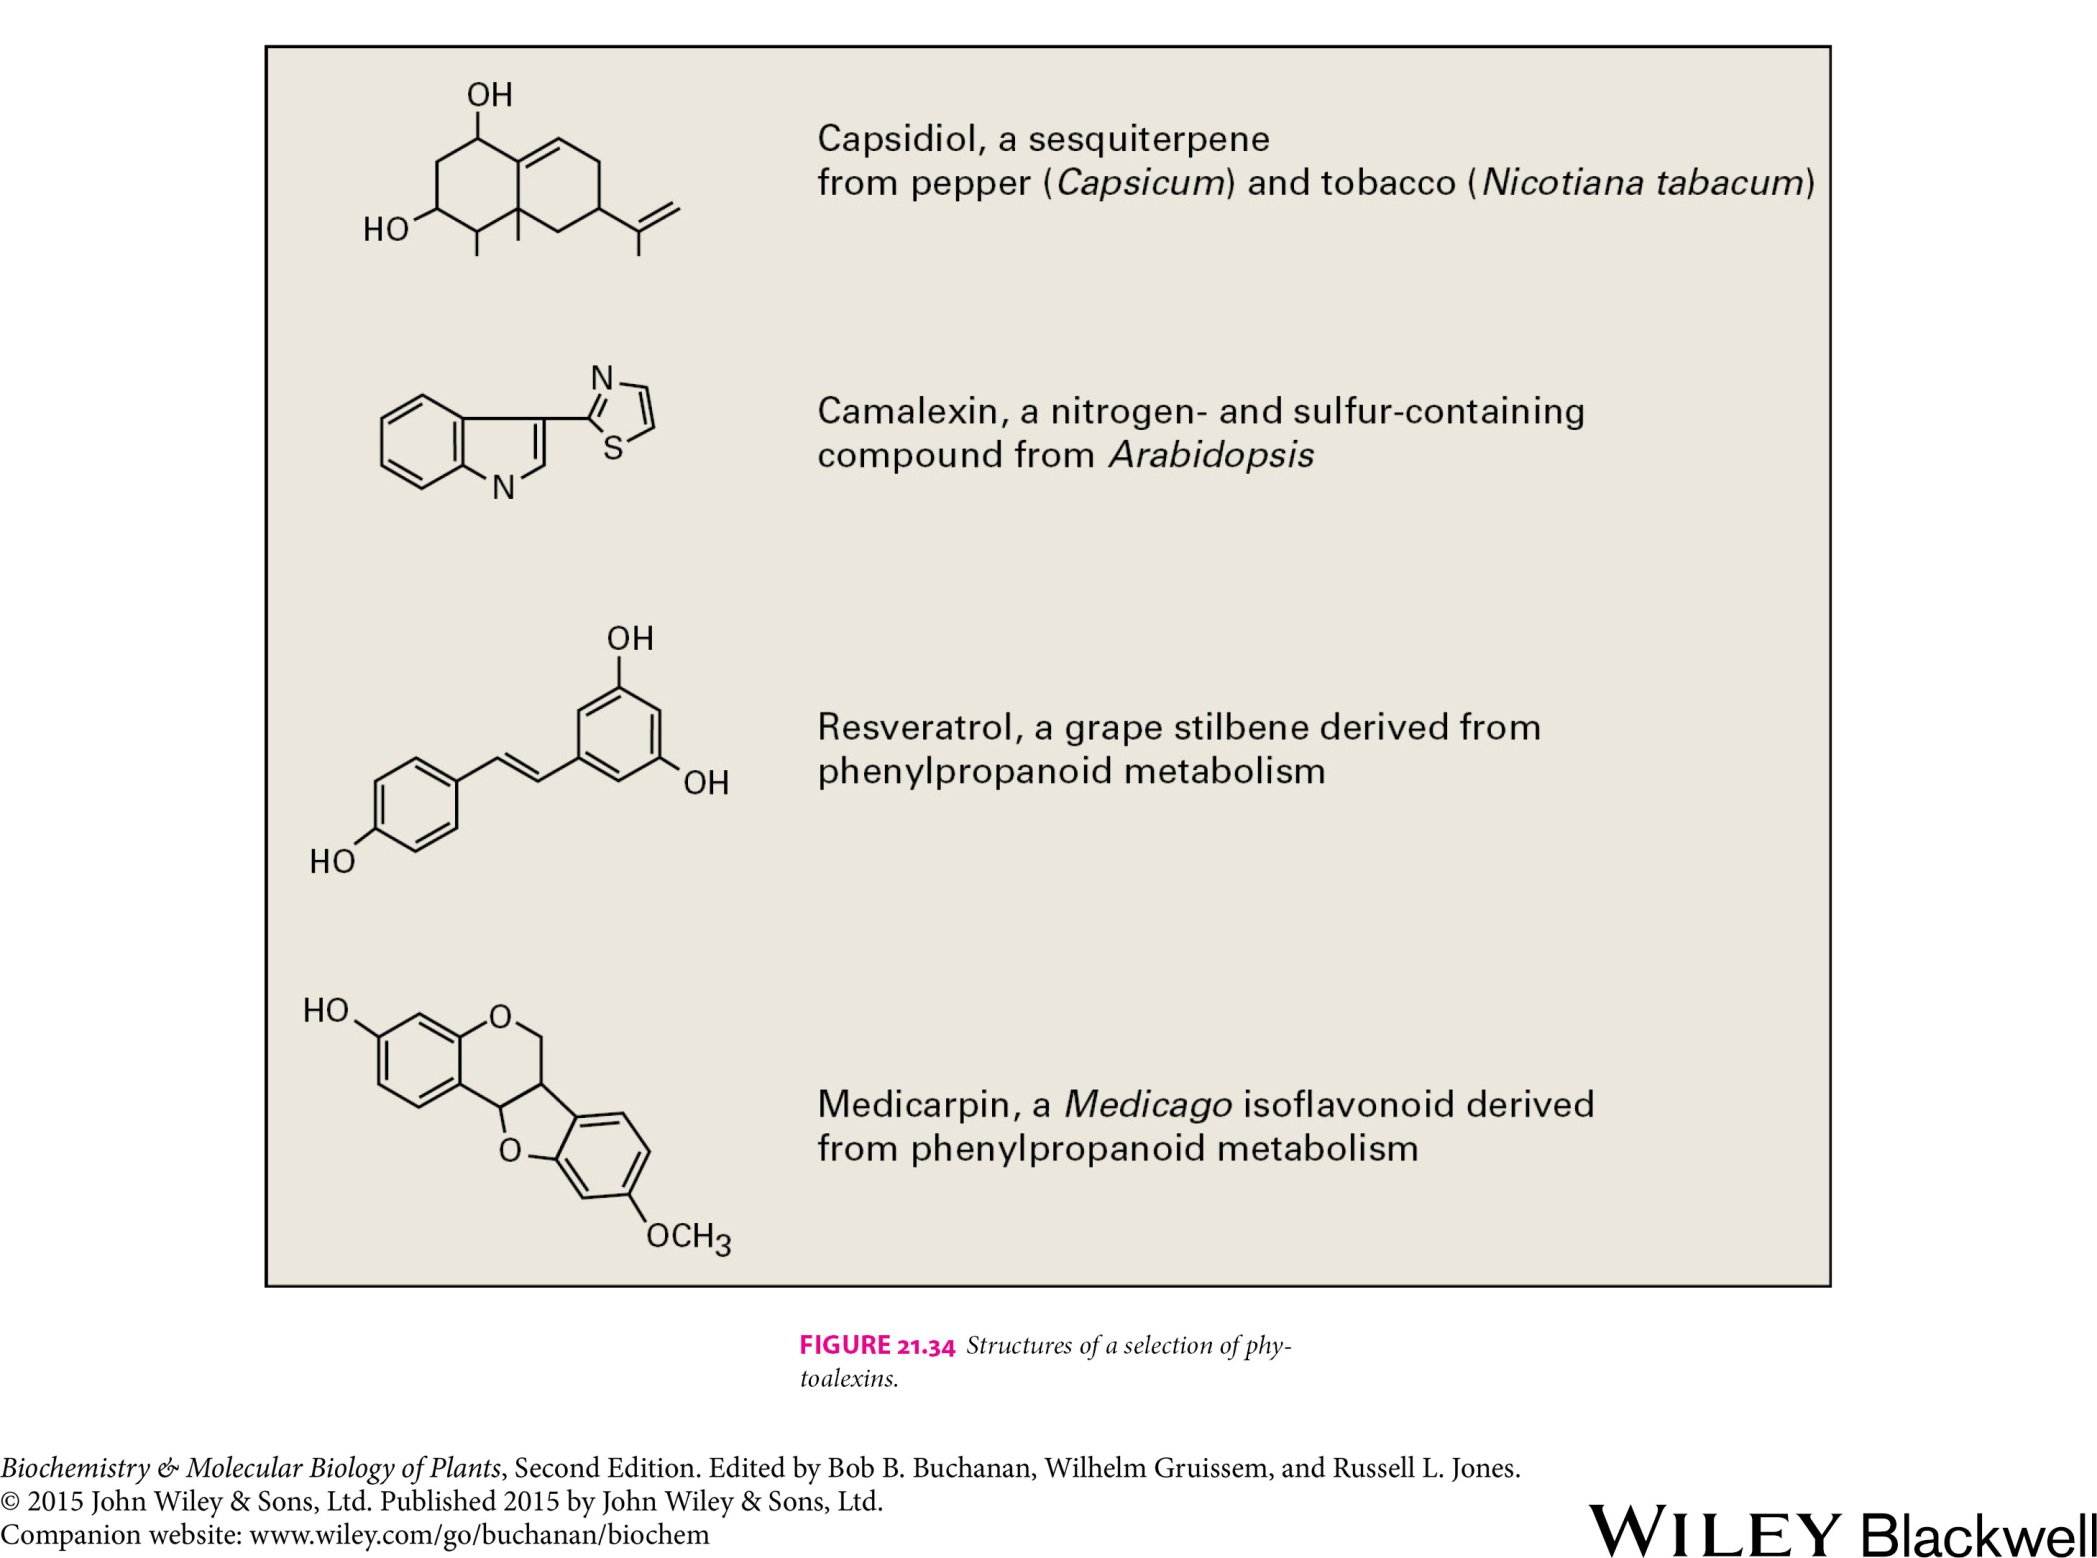 OH
HO
Capsidiol, a sesquiterpene
from pepper (Capsicum) and tobacco (Nicotiana tabacum)
N
S
N
Camalexin, a nitrogen- and sulfur-containing
compound from Arabidopsis
OH
OH
HO
Resveratrol, a grape stilbene derived from
phenylpropanoid metabolism
HO
O
O
OCH3
Medicarpin, a Medicago isoflavonoid derived
from phenylpropanoid metabolism
FIGURE 21.34 Structures of a selection of phy-
toalexins.
Biochemistry & Molecular Biology of Plants, Second Edition. Edited by Bob B. Buchanan, Wilhelm Gruissem, and Russell L. Jones.
© 2015 John Wiley & Sons, Ltd. Published 2015 by John Wiley & Sons, Ltd.
Companion website: www.wiley.com/go/buchanan/biochem
WILEY Blackwell